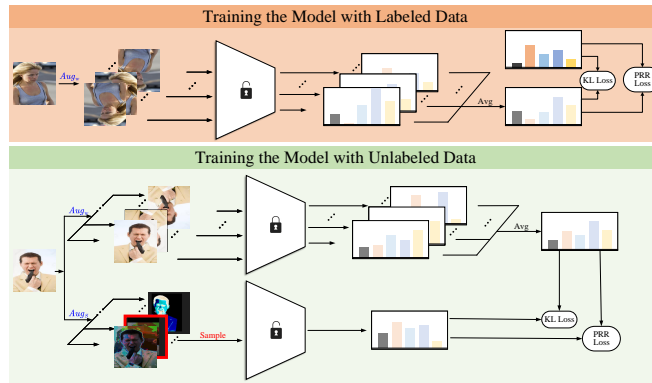 Training the Model with Labeled Data
Aug_w
Avg
KL Loss
PRR
Loss
Training the Model with Unlabeled Data
Aug_w
Avg
Aug_s
Sample
KL Loss
PRR
Loss